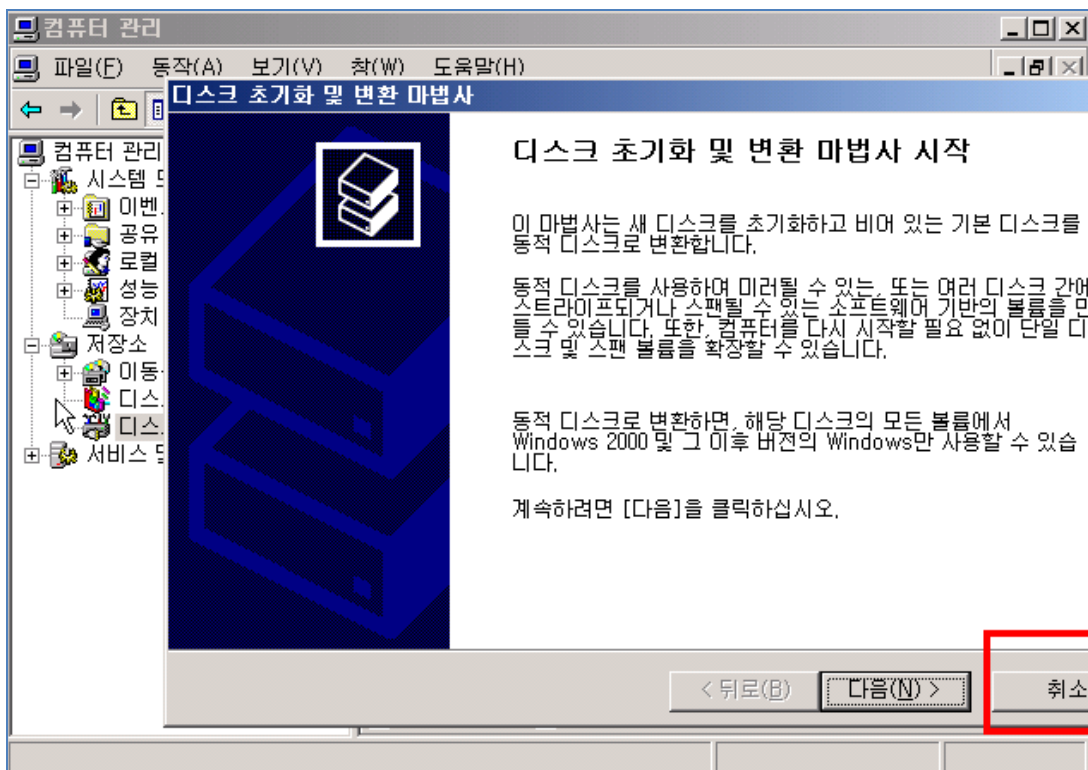 컴퓨터 관리
파일(F) 동작(A) 보기(V) 창(W) 도움말(H)
디스크 초기화 및 변환 마법사
컴퓨터 관리
시스템
이벤
공유
로컬
성능
장치
저장소
이동
디스
디스
서비스
디스크 초기화 및 변환 마법사 시작
이 마법사는 새 디스크를 초기화하고 비어 있는 기본 디스크를
동적 디스크로 변환합니다.
동적 디스크를 사용하여 미러될 수 있는, 또는 여러 디스크 간에
스트라이프되거나 스팬될 수 있는 소프트웨어 기반의 볼륨을 만
들 수 있습니다. 또한, 컴퓨터를 다시 시작할 필요 없이 단일 디
스크 및 스팬 볼륨을 확장할 수 있습니다.
동적 디스크로 변환하면, 해당 디스크의 모든 볼륨에서
Windows 2000 및 그 이후 버전의 Windows만 사용할 수 있습
니다.
계속하려면 [다음]을 클릭하십시오.
< 뒤로(B) 다음(N) > 취소